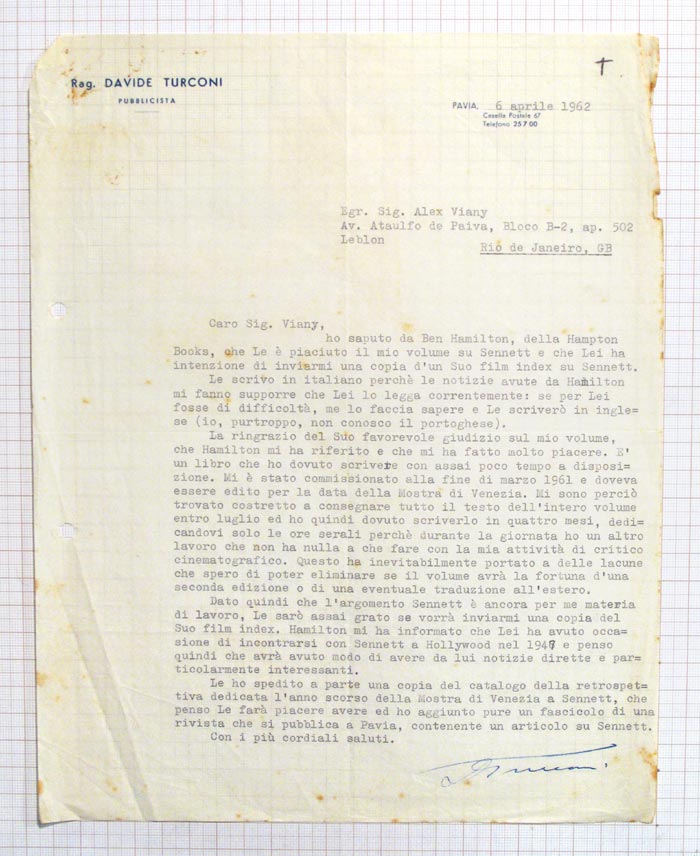 Rag. DAVIDE TURCONI
PUBBLICISTA
PAVIA, 6 aprile 1962
Casella Postale 67
Telefono 25700
Egr. Sig. Alex Viany
Av. Ataulfo de Paiva, Bloco B-2, ap. 502
Leblon
Rio de Janeiro, GB
Caro Sig. Viany,
ho saputo da Ben Hamilton, della Hampton
Books, che Le è piaciuto il mio volume su Sennett e che Lei ha
intenzione di inviarmi una copia d'un Suo film index su Sennett.
Le scrivo in italiano perchè le notizie avute da Hamilton
mi fanno supporre che Lei lo legga correntemente: se per Lei
fosse di difficoltà, me lo faccia sapere e Le scriverò in ingle=
se (io, purtroppo, non conosco il portoghese).
La ringrazio del Suo favorevole giudizio sul mio volume,
che Hamilton mi ha riferito e che mi ha fatto molto piacere. E'
un libro che ho dovuto scrivere con assai poco tempo a disposi=
zione. Mi è stato commissionato alla fine di marzo 1961 e doveva
essere edito per la data della Mostra di Venezia. Mi sono perciò
trovato costretto a consegnare tutto il testo dell'intero volume
entro luglio ed ho quindi dovuto scriverlo in quattro mesi, dedi=
candovi solo le ore serali perchè durante la giornata ho un altro
lavoro che non ha nulla a che fare con la mia attività di critico
cinematografico. Questo ha inevitabilmente portato a delle lacune
che spero di poter eliminare se il volume avrà la fortuna d'una
seconda edizione o di una eventuale traduzione all'estero.
Dato quindi che l'argomento Sennett è ancora per me materia
di lavoro, Le sarò assai grato se vorrà inviarmi una copia del
Suo film index. Hamilton mi ha informato che Lei ha avuto occa=
sione di incontrarsi con Sennett a Hollywood nel 1947 e penso
quindi che avrà avuto modo di avere da lui notizie dirette e par=
ticolarmente interessanti.
Le ho spedito a parte una copia del catalogo della retrospet=
tiva dedicata l'anno scorso della Mostra di Venezia a Sennett, che
penso Le farà piacere avere ed ho aggiunto pure un fascicolo di una
rivista che si pubblica a Pavia, contenente un articolo su Sennett.
Con i più cordiali saluti.